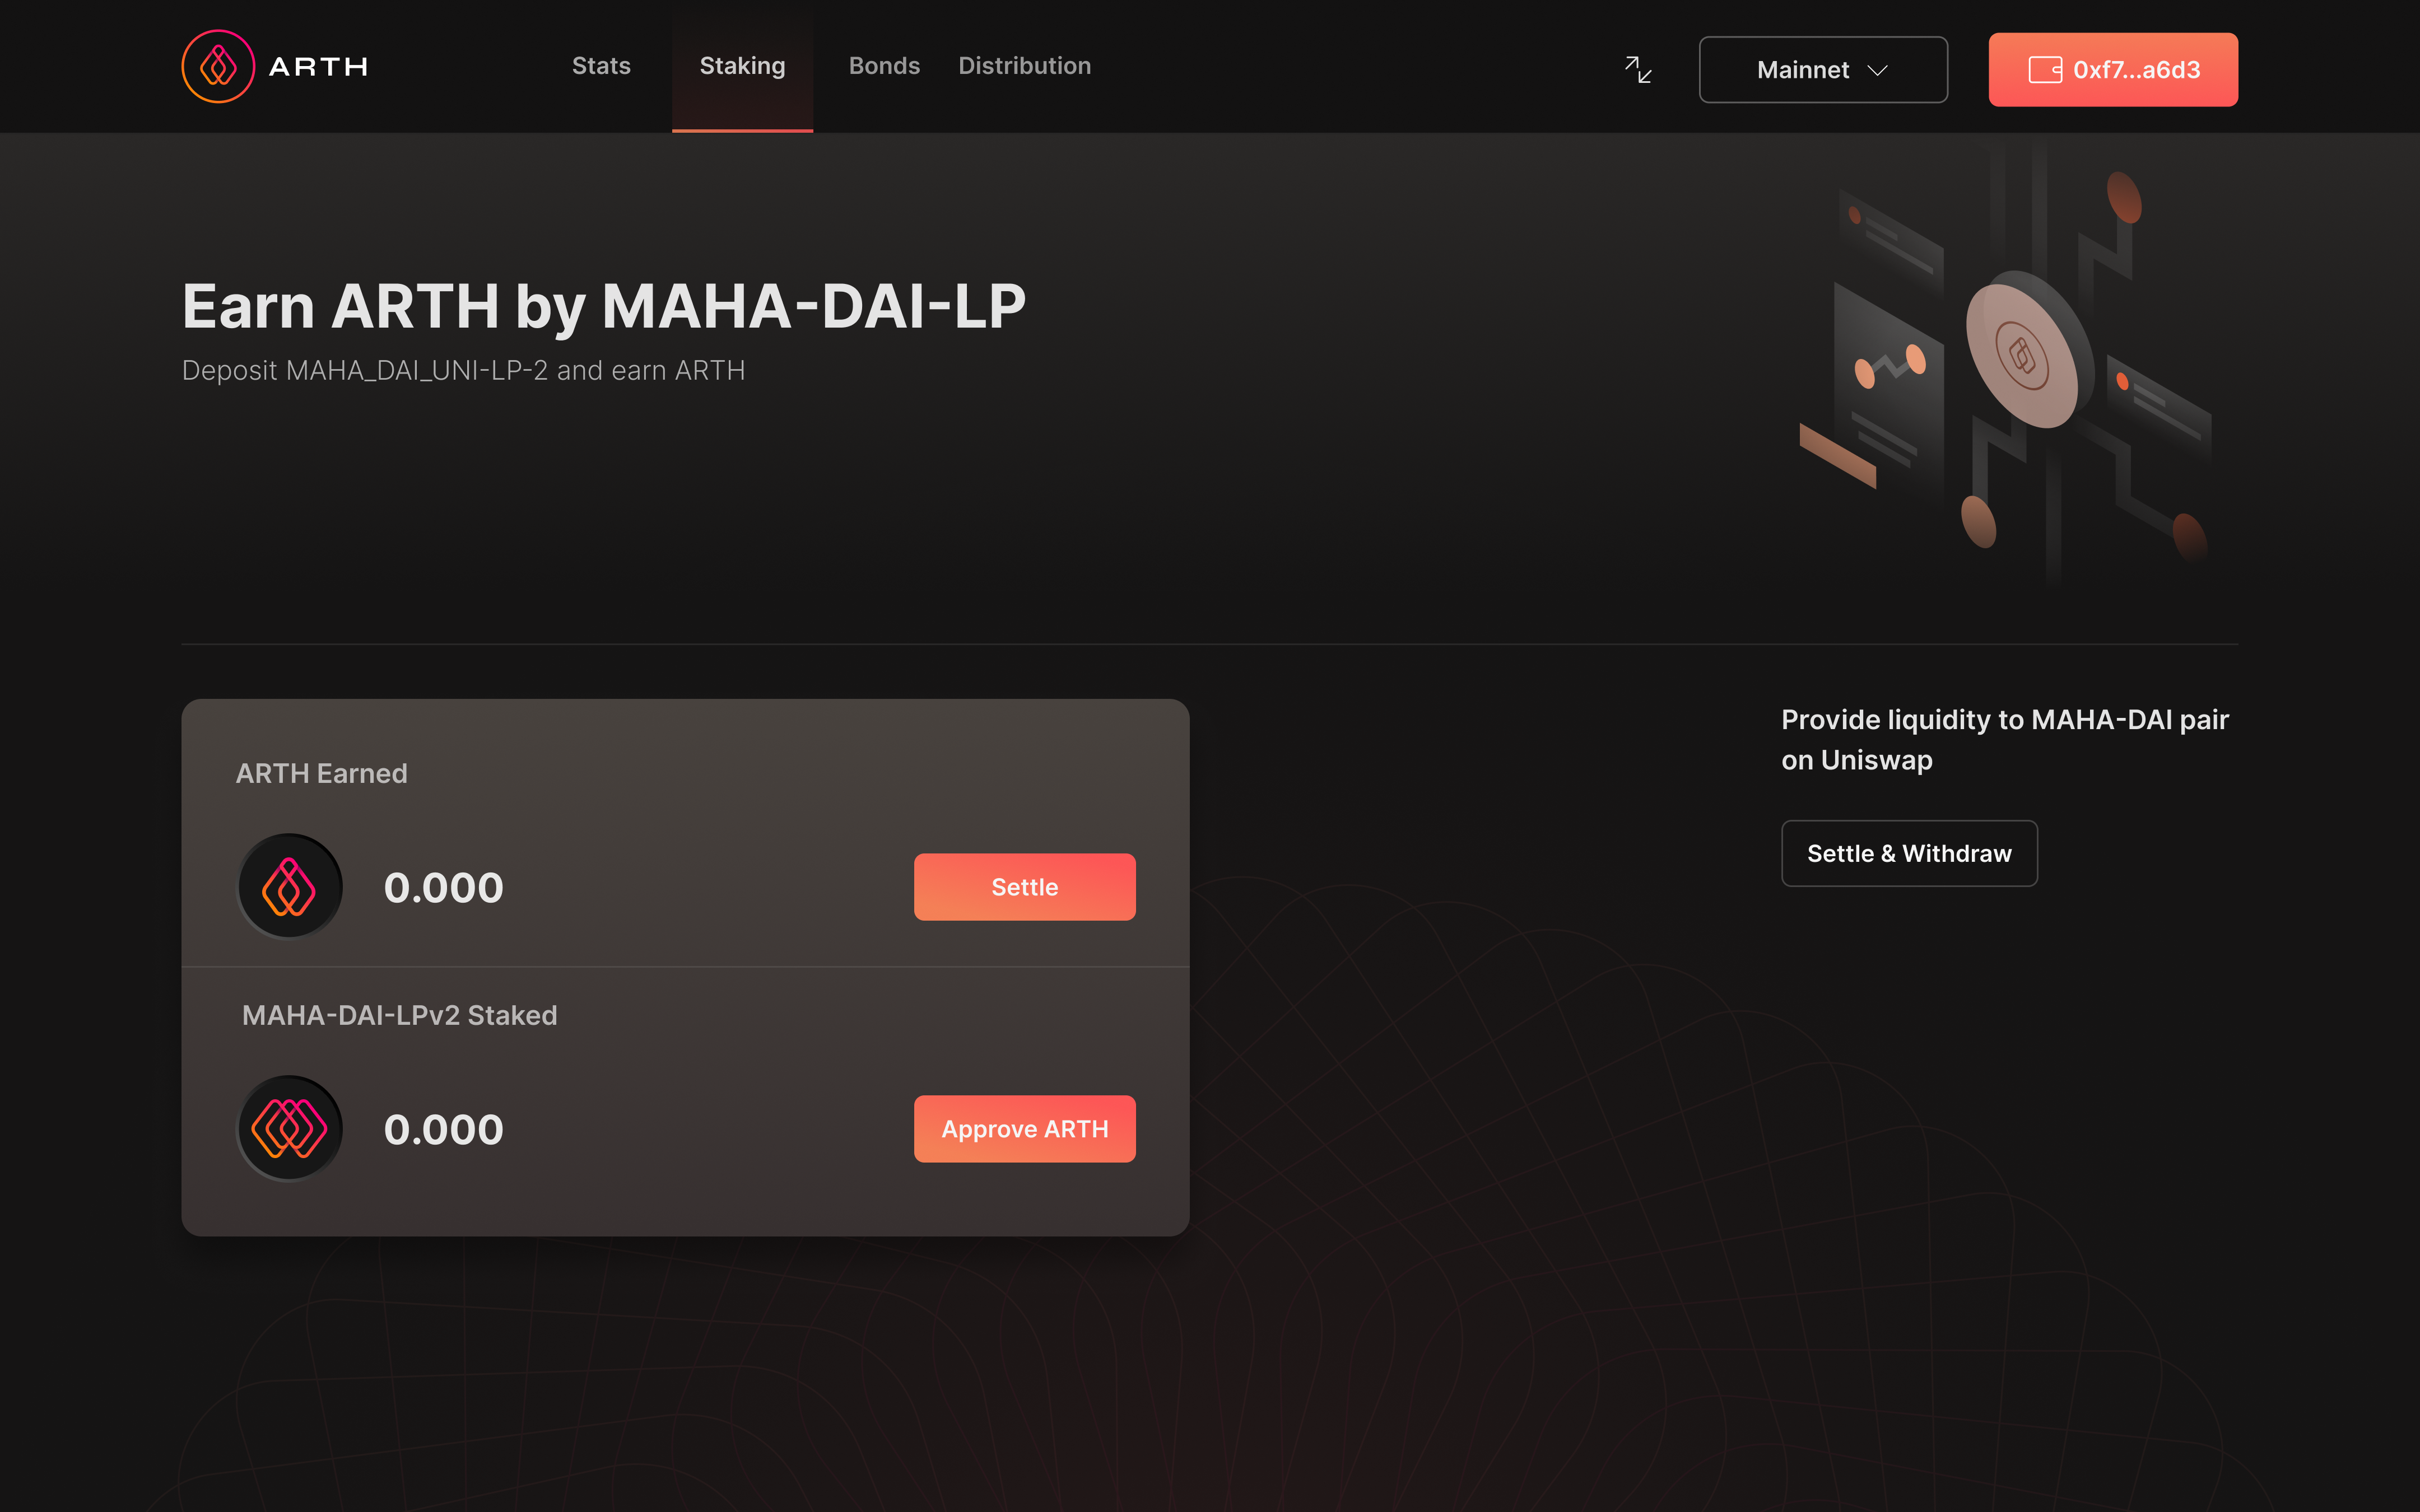 ARTH
Stats
Staking
Bonds
Distribution
Mainnet
0xf7...a6d3
Earn ARTH by MAHA-DAI-LP
Deposit MAHA_DAI_UNI-LP-2 and earn ARTH
ARTH Earned
0.000
Settle
MAHA-DAI-LPv2 Staked
0.000
Approve ARTH
Provide liquidity to MAHA-DAI pair
on Uniswap
Settle & Withdraw